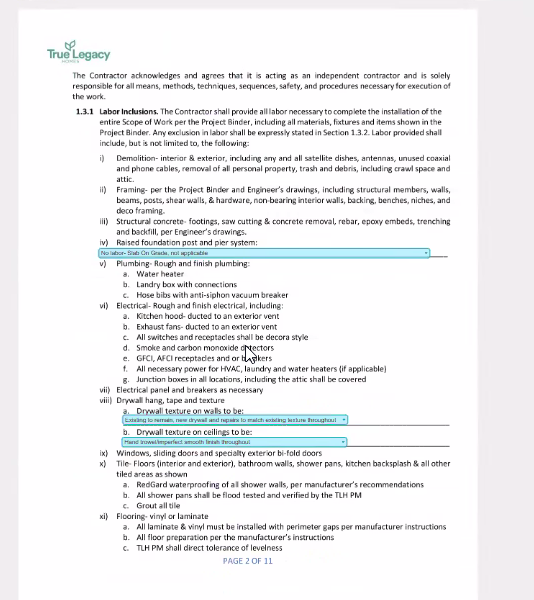 True Legacy
HOMES
The Contractor acknowledges and agrees that it is acting as an independent contractor and is solely
responsible for all means, methods, techniques, sequences, safety, and procedures necessary for execution of
the work.
1.3.1 Labor Inclusions. The Contractor shall provide all labor necessary to complete the installation of the
entire Scope of Work per the Project Binder, including all materials, fixtures and items shown in the
Project Binder. Any exclusion in labor shall be expressly stated in Section 1.3.2. Labor provided shall
include, but is not limited to, the following:
i) Demolition- interior & exterior, including any and all satellite dishes, antennas, unused coaxial
and phone cables, removal of all personal property, trash and debris, including crawl space and
attic.
ii) Framing- per the Project Binder and Engineer's drawings, including structural members, walls,
beams, posts, shear walls, & hardware, non-bearing interior walls, backing, benches, niches, and
deco framing.
iii) Structural concrete- footings, saw cutting & concrete removal, rebar, epoxy embeds, trenching
and backfill, per Engineer's drawings.
iv) Raised foundation post and pier system:
No labor- Slab On Grade, not applicable
v) Plumbing- Rough and finish plumbing:
a. Water heater
b. Landry box with connections
c. Hose bibs with anti-siphon vacuum breaker
vi) Electrical- Rough and finish electrical, including:
a. Kitchen hood- ducted to an exterior vent
b. Exhaust fans- ducted to an exterior vent
c. All switches and receptacles shall be decora style
d. Smoke and carbon monoxide detectors
e. GFCI, AFCI receptacles and or breakers
f. All necessary power for HVAC, laundry and water heaters (if applicable)
g. Junction boxes in all locations, including the attic shall be covered
vii) Electrical panel and breakers as necessary
viii) Drywall hang, tape and texture
a. Drywall texture on walls to be:
Existing to remain, new drywall and repairs to match existing texture throughout
b. Drywall texture on ceilings to be:
Hand trowel/imperfect smooth finish throughout
ix) Windows, sliding doors and specialty exterior bi-fold doors
x) Tile- Floors (interior and exterior), bathroom walls, shower pans, kitchen backsplash & all other
tiled areas as shown
a. RedGard waterproofing of all shower walls, per manufacturer's recommendations
b. All shower pans shall be flood tested and verified by the TLH PM
c. Grout all tile
xi) Flooring- vinyl or laminate
a. All laminate & vinyl must be installed with perimeter gaps per manufacturer instructions
b. All floor preparation per the manufacturer's instructions
c. TLH PM shall direct tolerance of levelness
PAGE 2 OF 11